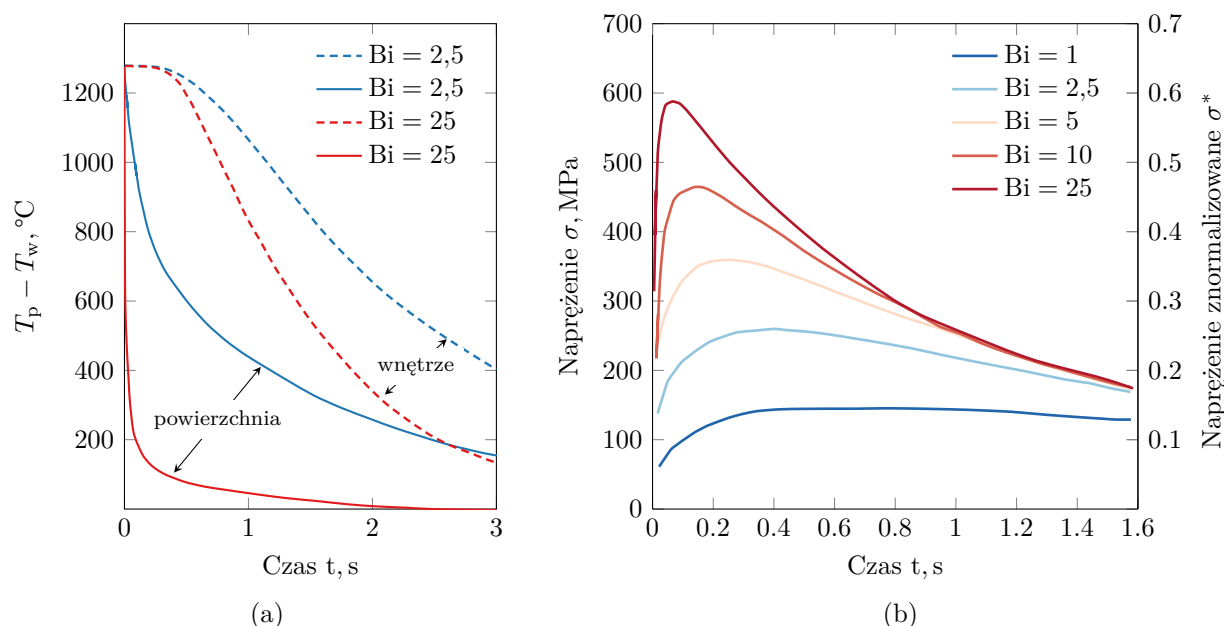 Bi = 2,5
Bi = 2,5
Bi = 25
Bi = 25
wnętrze
powierzchnia
1200
1000
800
600
400
200
0
1
2
3
T_p − T_w, °C
Czas t, s
(a)
Bi = 1
Bi = 2,5
Bi = 5
Bi = 10
Bi = 25
700
600
500
400
300
200
100
0
0.7
0.6
0.5
0.4
0.3
0.2
0.1
0
0.2
0.4
0.6
0.8
1
1.2
1.4
1.6
Naprężenie σ, MPa
Naprężenie znormalizowane σ*
Czas t, s
(b)